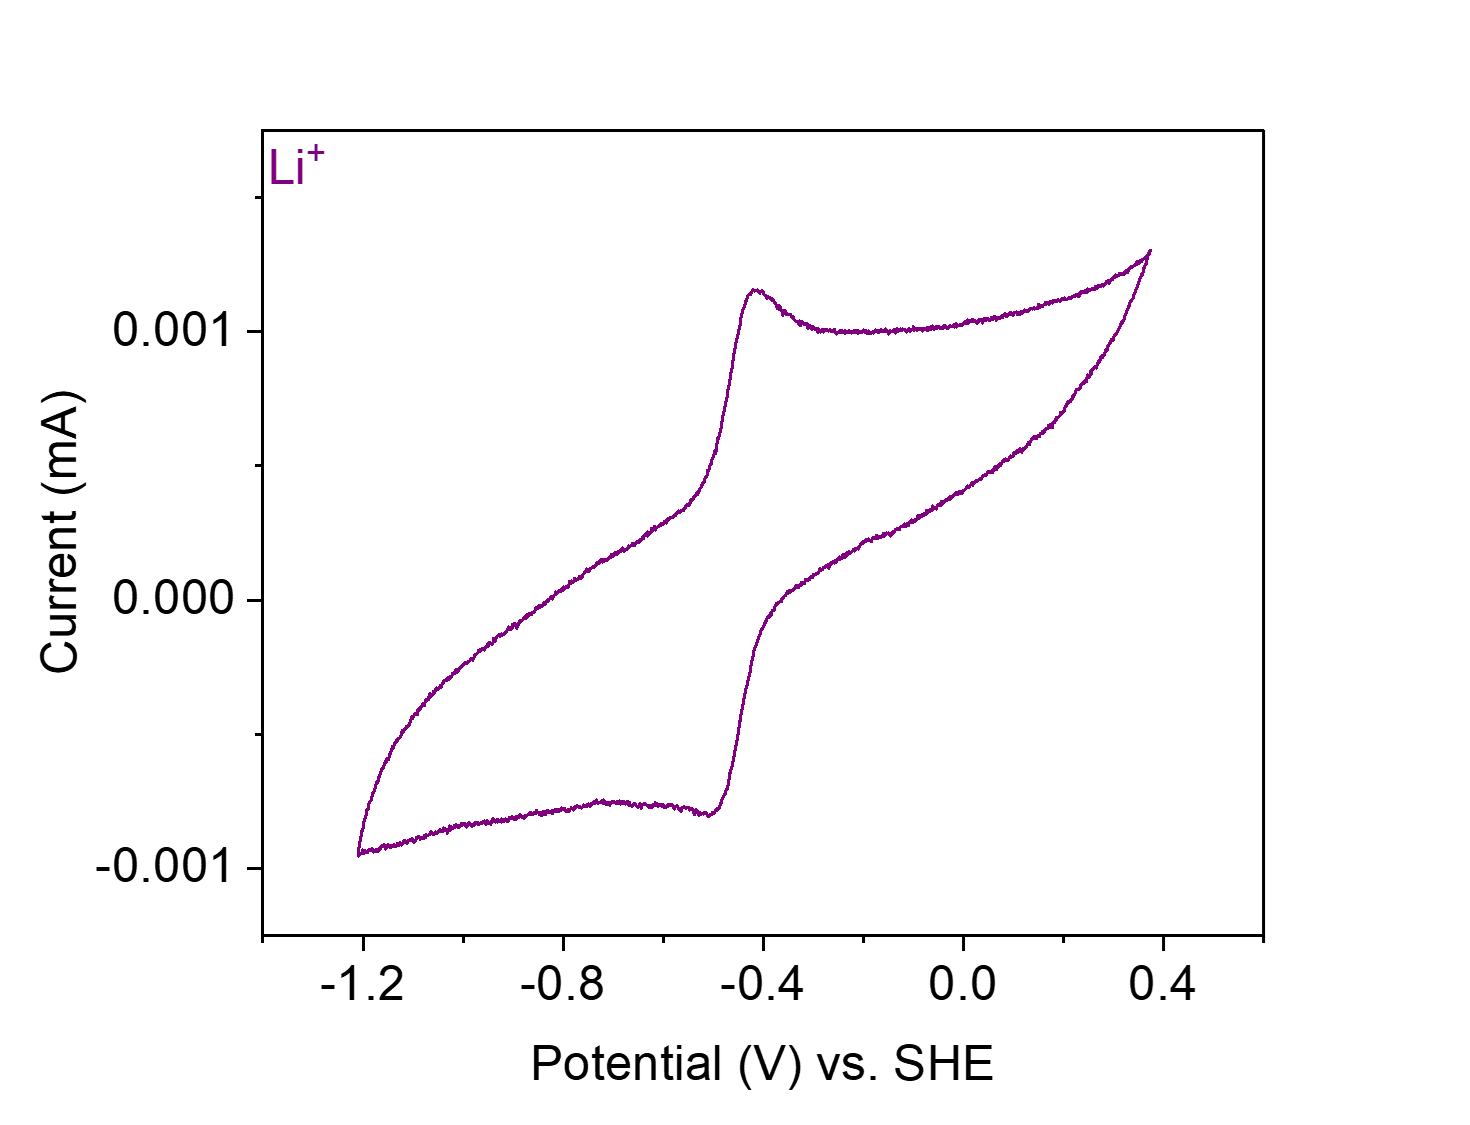 Li⁺
0.001
0.000
-0.001
Current (mA)
-1.2 -0.8 -0.4 0.0 0.4
Potential (V) vs. SHE